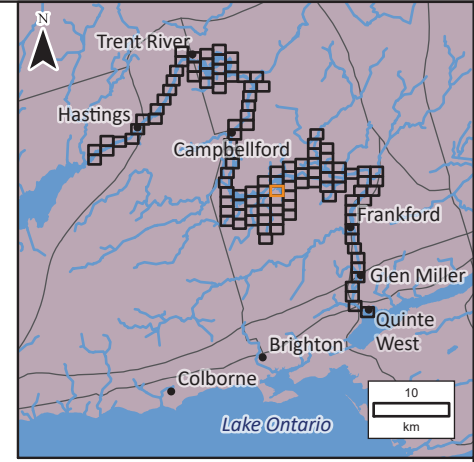 N
Trent River
Hastings
Campbellford
Frankford
Glen Miller
Quinte
West
Brighton
Colborne
Lake Ontario
10
km